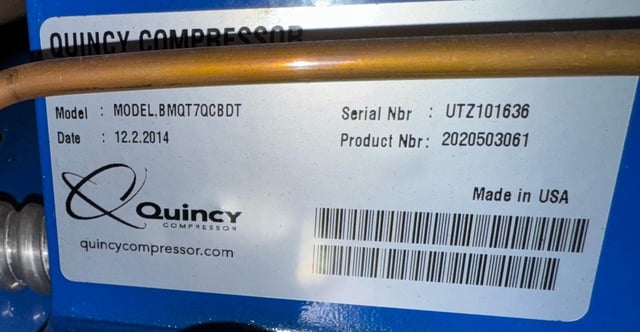 QUINCY COMPRESSOR
Model : MODEL.BMQT7QCBDT
Date : 12.2.2014
Serial Nbr : UTZ101636
Product Nbr: 2020503061
Made in USA
Quincy
COMPRESSOR
quincycompressor.com